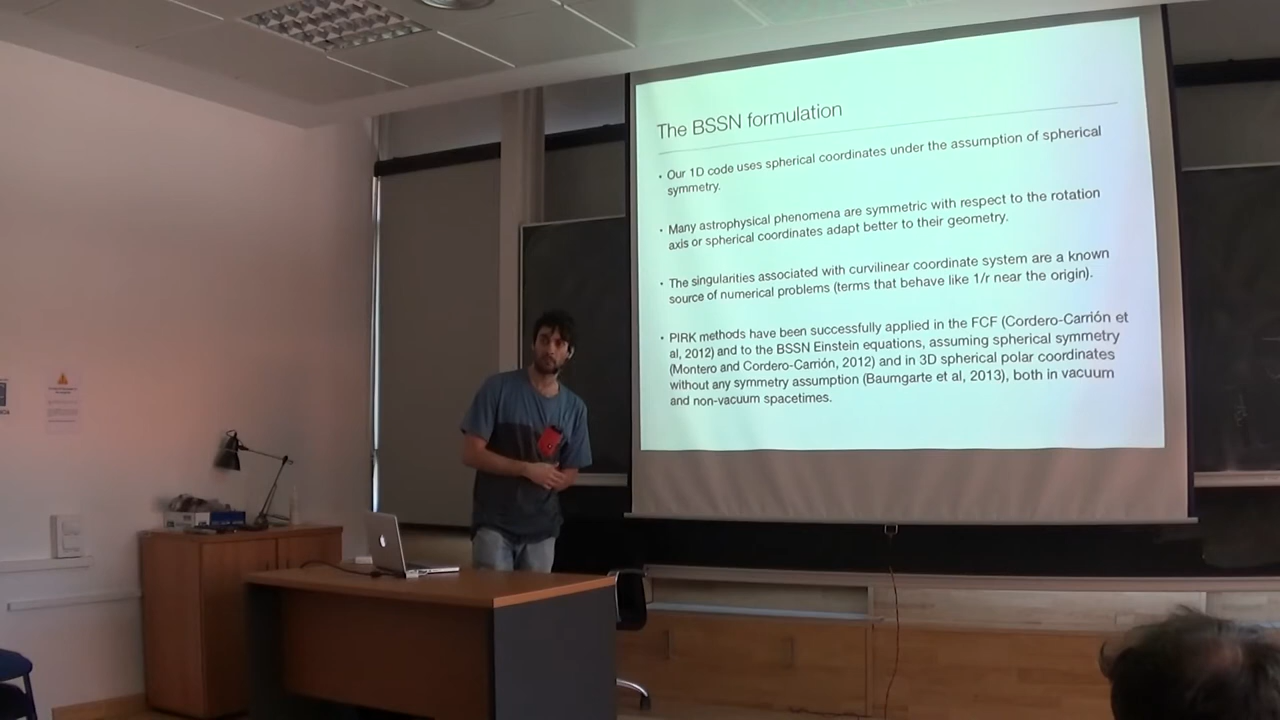 The BSSN formulation
• Our 1D code uses spherical coordinates under the assumption of spherical
symmetry.
• Many astrophysical phenomena are symmetric with respect to the rotation
axis or spherical coordinates adapt better to their geometry.
• The singularities associated with curvilinear coordinate system are a known
source of numerical problems (terms that behave like 1/r near the origin).
• PIRK methods have been successfully applied in the FCF (Cordero-Carrión et
al, 2012) and to the BSSN Einstein equations, assuming spherical symmetry
(Montero and Cordero-Carrión, 2012) and in 3D spherical polar coordinates
without any symmetry assumption (Baumgarte et al, 2013), both in vacuum
and non-vacuum spacetimes.